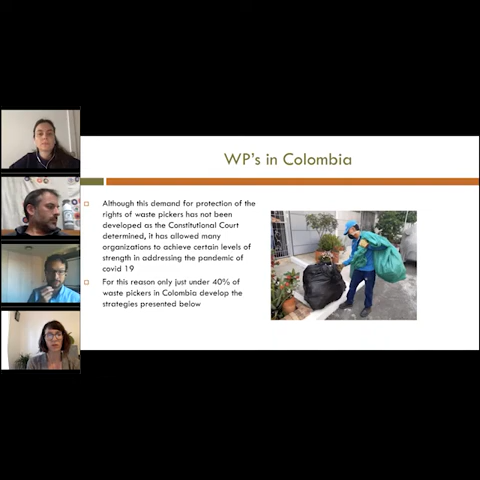 WP's in Colombia
Although this demand for protection of the
rights of waste pickers has not been
developed as the Constitutional Court
determined, it has allowed many
organizations to achieve certain levels of
strength in addressing the pandemic of
covid 19
For this reason only just under 40% of
waste pickers in Colombia develop the
strategies presented below